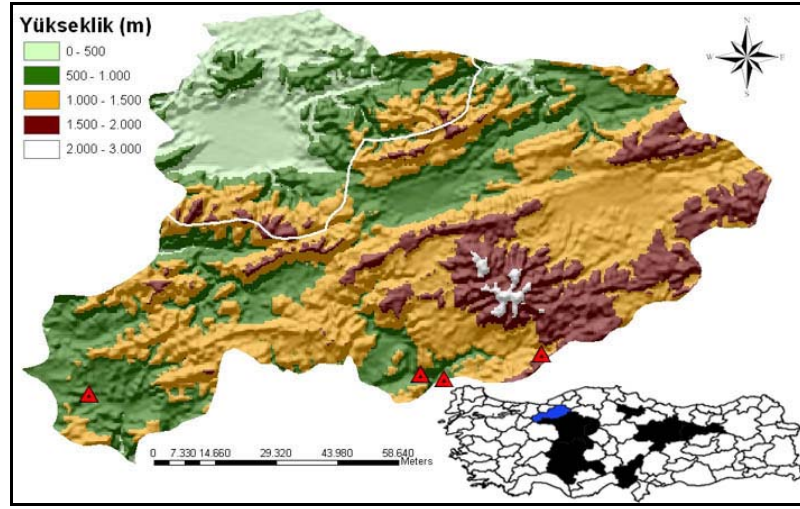 Yükseklik (m)
0 - 500
500 - 1.000
1.000 - 1.500
1.500 - 2.000
2.000 - 3.000
N
W E
S
0 7.330 14.660 29.320 43.980 58.640
Meters